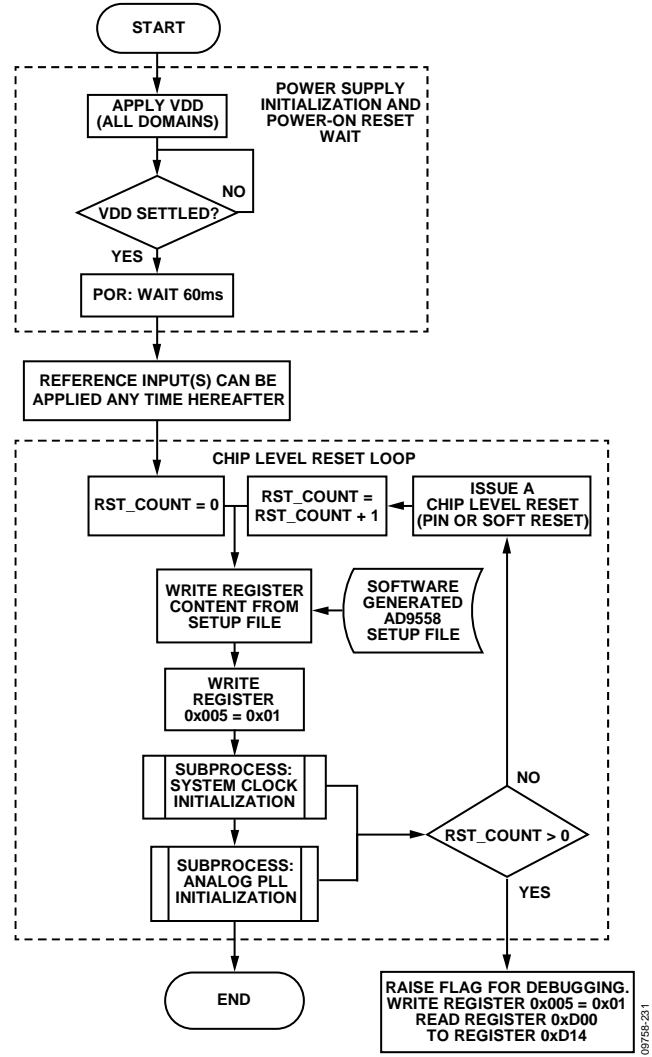 START
POWER SUPPLY
INITIALIZATION AND
POWER-ON RESET
WAIT
APPLY VDD
(ALL DOMAINS)
NO
VDD SETTLED?
YES
POR: WAIT 60ms
REFERENCE INPUT(S) CAN BE
APPLIED ANY TIME HEREAFTER
CHIP LEVEL RESET LOOP
RST_COUNT = 0
RST_COUNT =
RST_COUNT + 1
ISSUE A
CHIP LEVEL RESET
(PIN OR SOFT RESET)
WRITE REGISTER
CONTENT FROM
SETUP FILE
SOFTWARE
GENERATED
AD9558
SETUP FILE
WRITE
REGISTER
0x005 = 0x01
SUBPROCESS:
SYSTEM CLOCK
INITIALIZATION
NO
RST_COUNT > 0
SUBPROCESS:
ANALOG PLL
INITIALIZATION
YES
END
RAISE FLAG FOR DEBUGGING.
WRITE REGISTER 0x005 = 0x01
READ REGISTER 0xD00
TO REGISTER 0xD14
09758-231